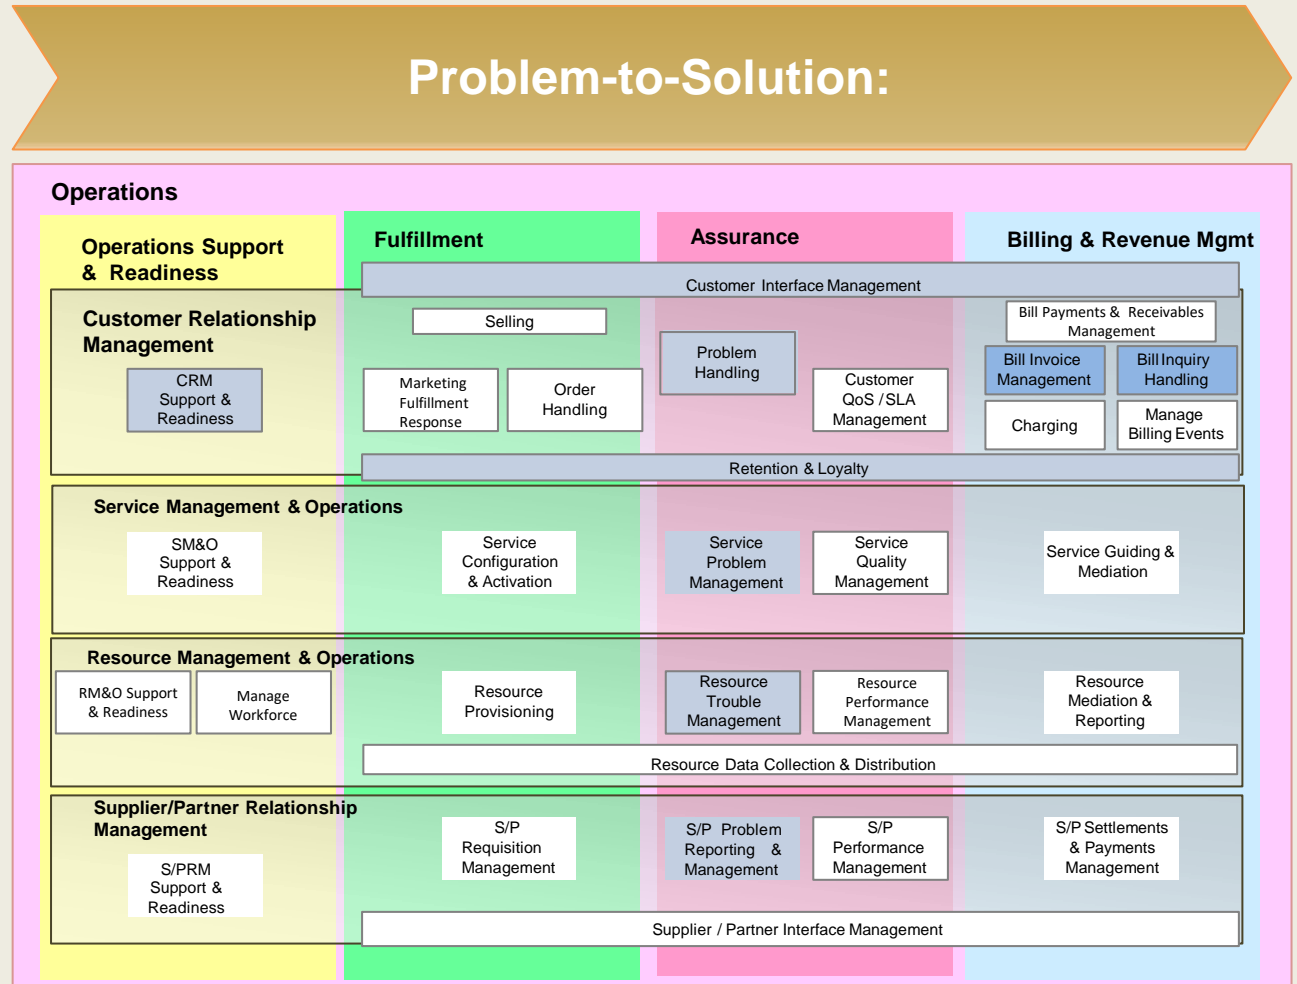 Problem-to-Solution:
Operations
Operations Support
& Readiness
Fulfillment
Assurance
Billing & Revenue Mgmt
Customer Interface Management
Customer Relationship
Management
CRM
Support &
Readiness
Selling
Marketing
Fulfillment
Response
Order
Handling
Problem
Handling
Customer
QoS / SLA
Management
Bill Payments & Receivables
Management
Bill Invoice
Management
Bill Inquiry
Handling
Charging
Manage
Billing Events
Retention & Loyalty
Service Management & Operations
SM&O
Support &
Readiness
Service
Configuration
& Activation
Service
Problem
Management
Service
Quality
Management
Service Guiding &
Mediation
Resource Management & Operations
RM&O Support
& Readiness
Manage
Workforce
Resource
Provisioning
Resource
Trouble
Management
Resource
Performance
Management
Resource
Mediation &
Reporting
Resource Data Collection & Distribution
Supplier/Partner Relationship
Management
S/PRM
Support &
Readiness
S/P
Requisition
Management
S/P Problem
Reporting &
Management
S/P
Performance
Management
S/P Settlements
& Payments
Management
Supplier / Partner Interface Management